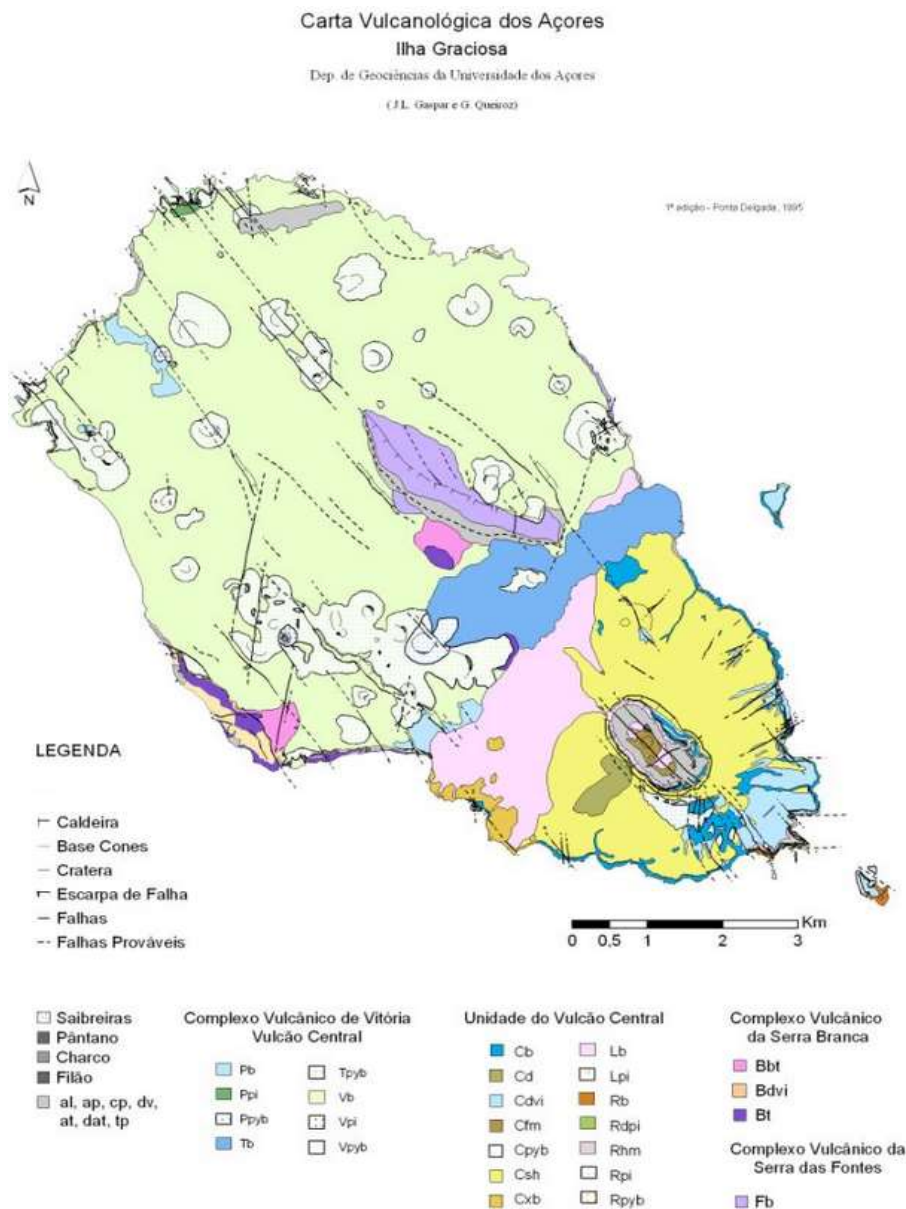 Carta Vulcanológica dos Açores
Ilha Graciosa
Dep. de Geociências da Universidade dos Açores
( J.L. Gaspar e G. Queiroz)
N
1ª edição - Ponta Delgada, 1995
LEGENDA
Caldeira
Base Cones
Cratera
Escarpa de Falha
Falhas
Falhas Prováveis
Km
0 0,5 1 2 3
Saibreiras
Pântano
Charco
Filão
al, ap, cp, dv,
at, dat, tp
Complexo Vulcânico de Vitória
Vulcão Central
Pb
Ppi
Ppyb
Tb
Tpyb
Vb
Vpi
Vpyb
Unidade do Vulcão Central
Cb
Cd
Cdvi
Cfm
Cpyb
Csh
Cxb
Lb
Lpi
Rb
Rdpi
Rhm
Rpi
Rpyb
Complexo Vulcânico
da Serra Branca
Bbt
Bdvi
Bt
Complexo Vulcânico da
Serra das Fontes
Fb